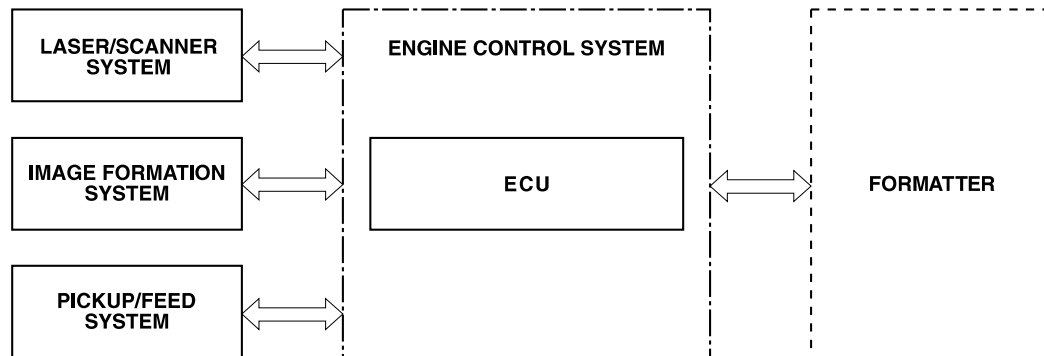 LASER/SCANNER
SYSTEM
ENGINE CONTROL SYSTEM
IMAGE FORMATION
SYSTEM
ECU
FORMATTER
PICKUP/FEED
SYSTEM